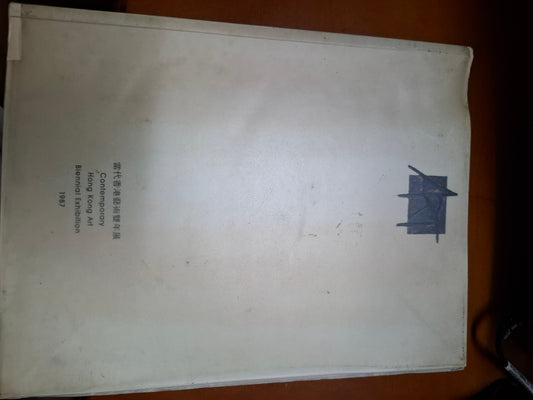 當代香港藝術雙年展
Contemporary
Hong Kong Art
Biennial Exhibition
1987